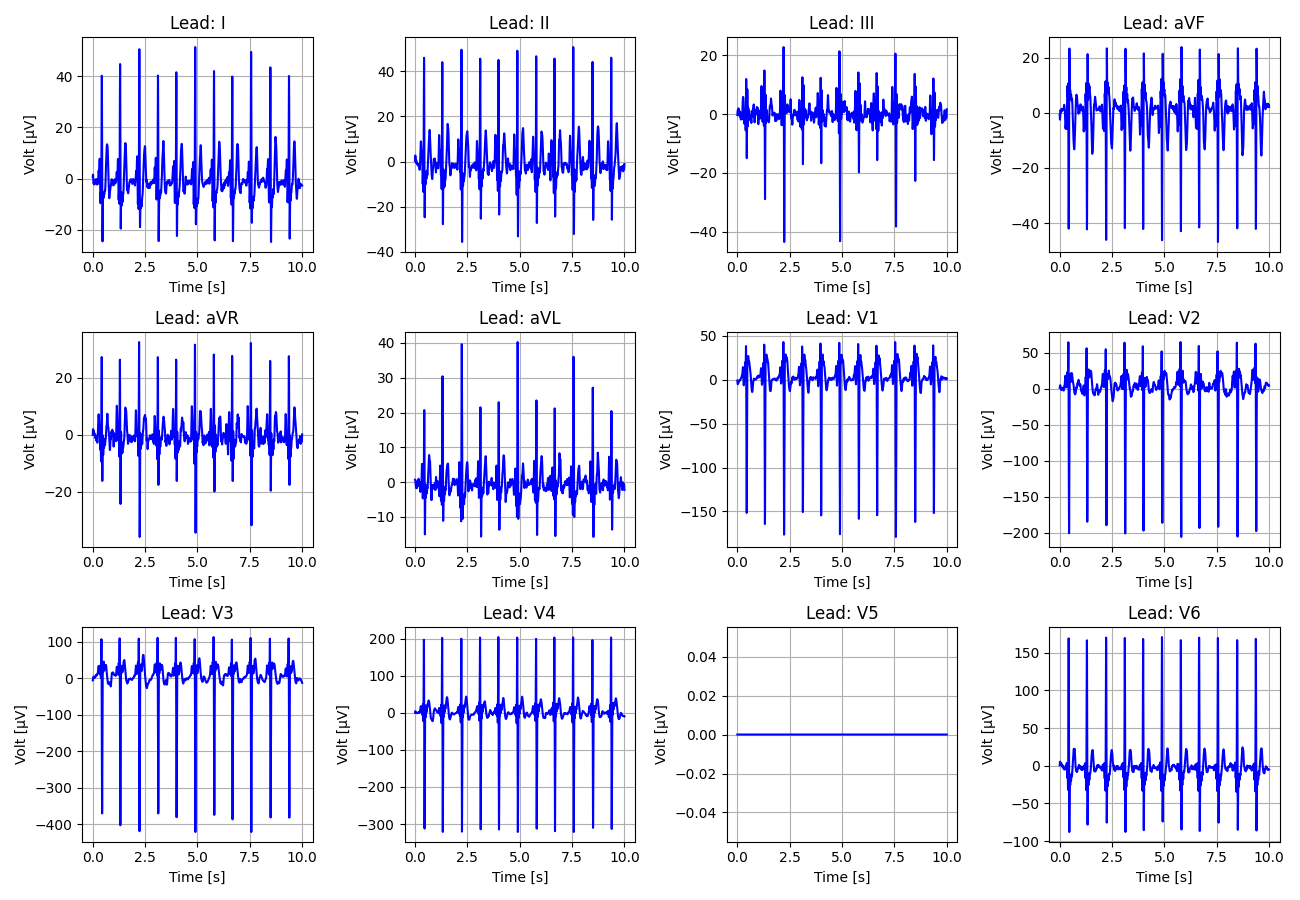 Lead: I
Volt [µV]
40
20
0
−20
0.0 2.5 5.0 7.5 10.0
Time [s]
Lead: II
Volt [µV]
60
40
20
0
−20
−40
0.0 2.5 5.0 7.5 10.0
Time [s]
Lead: III
Volt [µV]
20
0
−20
−40
0.0 2.5 5.0 7.5 10.0
Time [s]
Lead: aVF
Volt [µV]
20
0
−20
−40
0.0 2.5 5.0 7.5 10.0
Time [s]
Lead: aVR
Volt [µV]
20
0
−20
0.0 2.5 5.0 7.5 10.0
Time [s]
Lead: aVL
Volt [µV]
40
30
20
10
0
−10
0.0 2.5 5.0 7.5 10.0
Time [s]
Lead: V1
Volt [µV]
50
0
−50
−100
−150
0.0 2.5 5.0 7.5 10.0
Time [s]
Lead: V2
Volt [µV]
50
0
−50
−100
−150
−200
0.0 2.5 5.0 7.5 10.0
Time [s]
Lead: V3
Volt [µV]
100
0
−100
−200
−300
−400
0.0 2.5 5.0 7.5 10.0
Time [s]
Lead: V4
Volt [µV]
200
100
0
−100
−200
−300
0.0 2.5 5.0 7.5 10.0
Time [s]
Lead: V5
Volt [µV]
0.04
0.02
0.00
−0.02
−0.04
0.0 2.5 5.0 7.5 10.0
Time [s]
Lead: V6
Volt [µV]
150
100
50
0
−50
−100
0.0 2.5 5.0 7.5 10.0
Time [s]